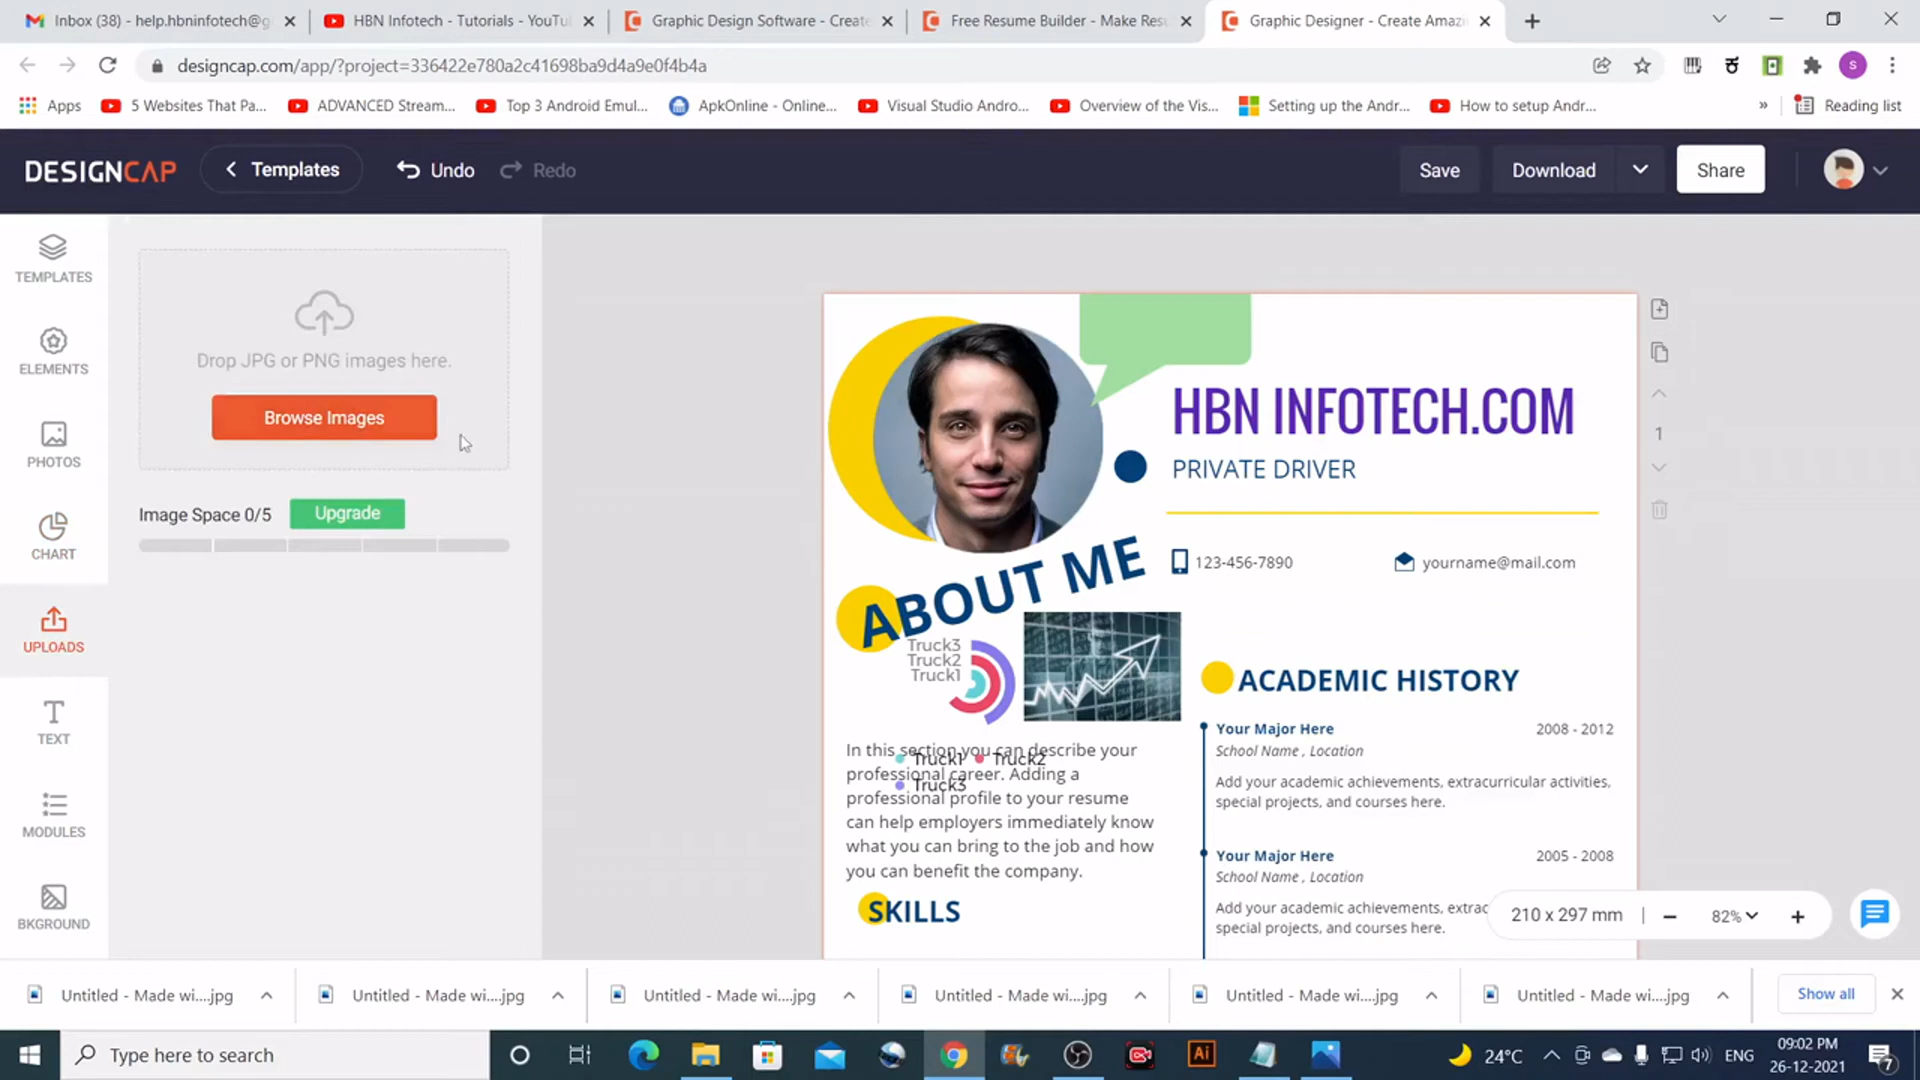 Inbox (38) - help.hbninfotech@g
HBN Infotech - Tutorials - YouTu
Graphic Design Software - Create
Free Resume Builder - Make Res
Graphic Designer - Create Amazi
designcap.com/app/?project=336422e780a2c41698ba9d4a9e0f4b4a
S
Apps
5 Websites That Pa...
ADVANCED Stream...
Top 3 Android Emul...
ApkOnline - Online...
Visual Studio Andro...
Overview of the Vis...
Setting up the Andr...
How to setup Andr...
»
Reading list
DESIGNCAP
Templates
Undo
Redo
Save
Download
Share
TEMPLATES
ELEMENTS
PHOTOS
CHART
UPLOADS
TEXT
MODULES
BKGROUND
Drop JPG or PNG images here.
Browse Images
Image Space 0/5
Upgrade
HBN INFOTECH.COM
PRIVATE DRIVER
123-456-7890
yourname@mail.com
ABOUT ME
Truck3
Truck2
Truck1
Truck1
Truck2
Truck3
In this section you can describe your
professional career. Adding a
professional profile to your resume
can help employers immediately know
what you can bring to the job and how
you can benefit the company.
SKILLS
ACADEMIC HISTORY
Your Major Here
2008 - 2012
School Name , Location
Add your academic achievements, extracurricular activities,
special projects, and courses here.
Your Major Here
2005 - 2008
School Name , Location
Add your academic achievements, extrac
special projects, and courses here.
1
210 x 297 mm
82%
Untitled - Made wi....jpg
Untitled - Made wi....jpg
Untitled - Made wi....jpg
Untitled - Made wi....jpg
Untitled - Made wi....jpg
Untitled - Made wi....jpg
Show all
Type here to search
Ai
24°C
ENG
09:02 PM
26-12-2021
7